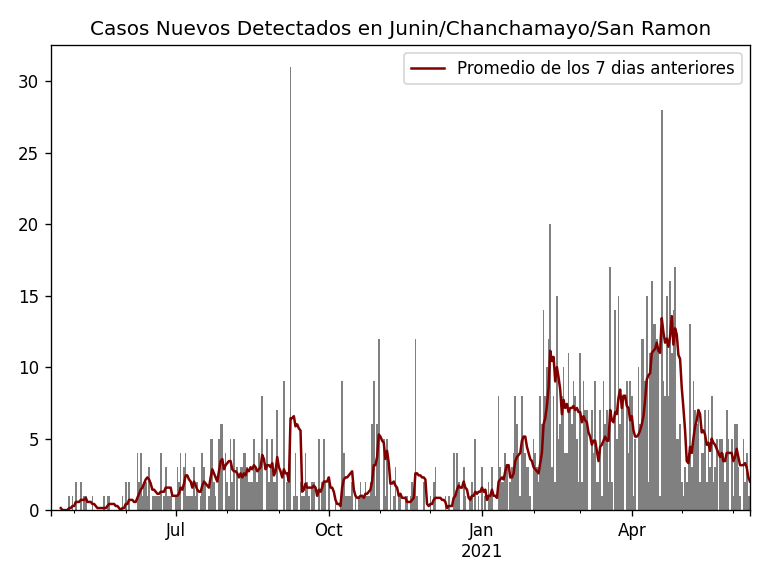 Casos Nuevos Detectados en Junin/Chanchamayo/San Ramon
Promedio de los 7 dias anteriores
30
25
20
15
10
5
0
Jul
Oct
Jan
2021
Apr